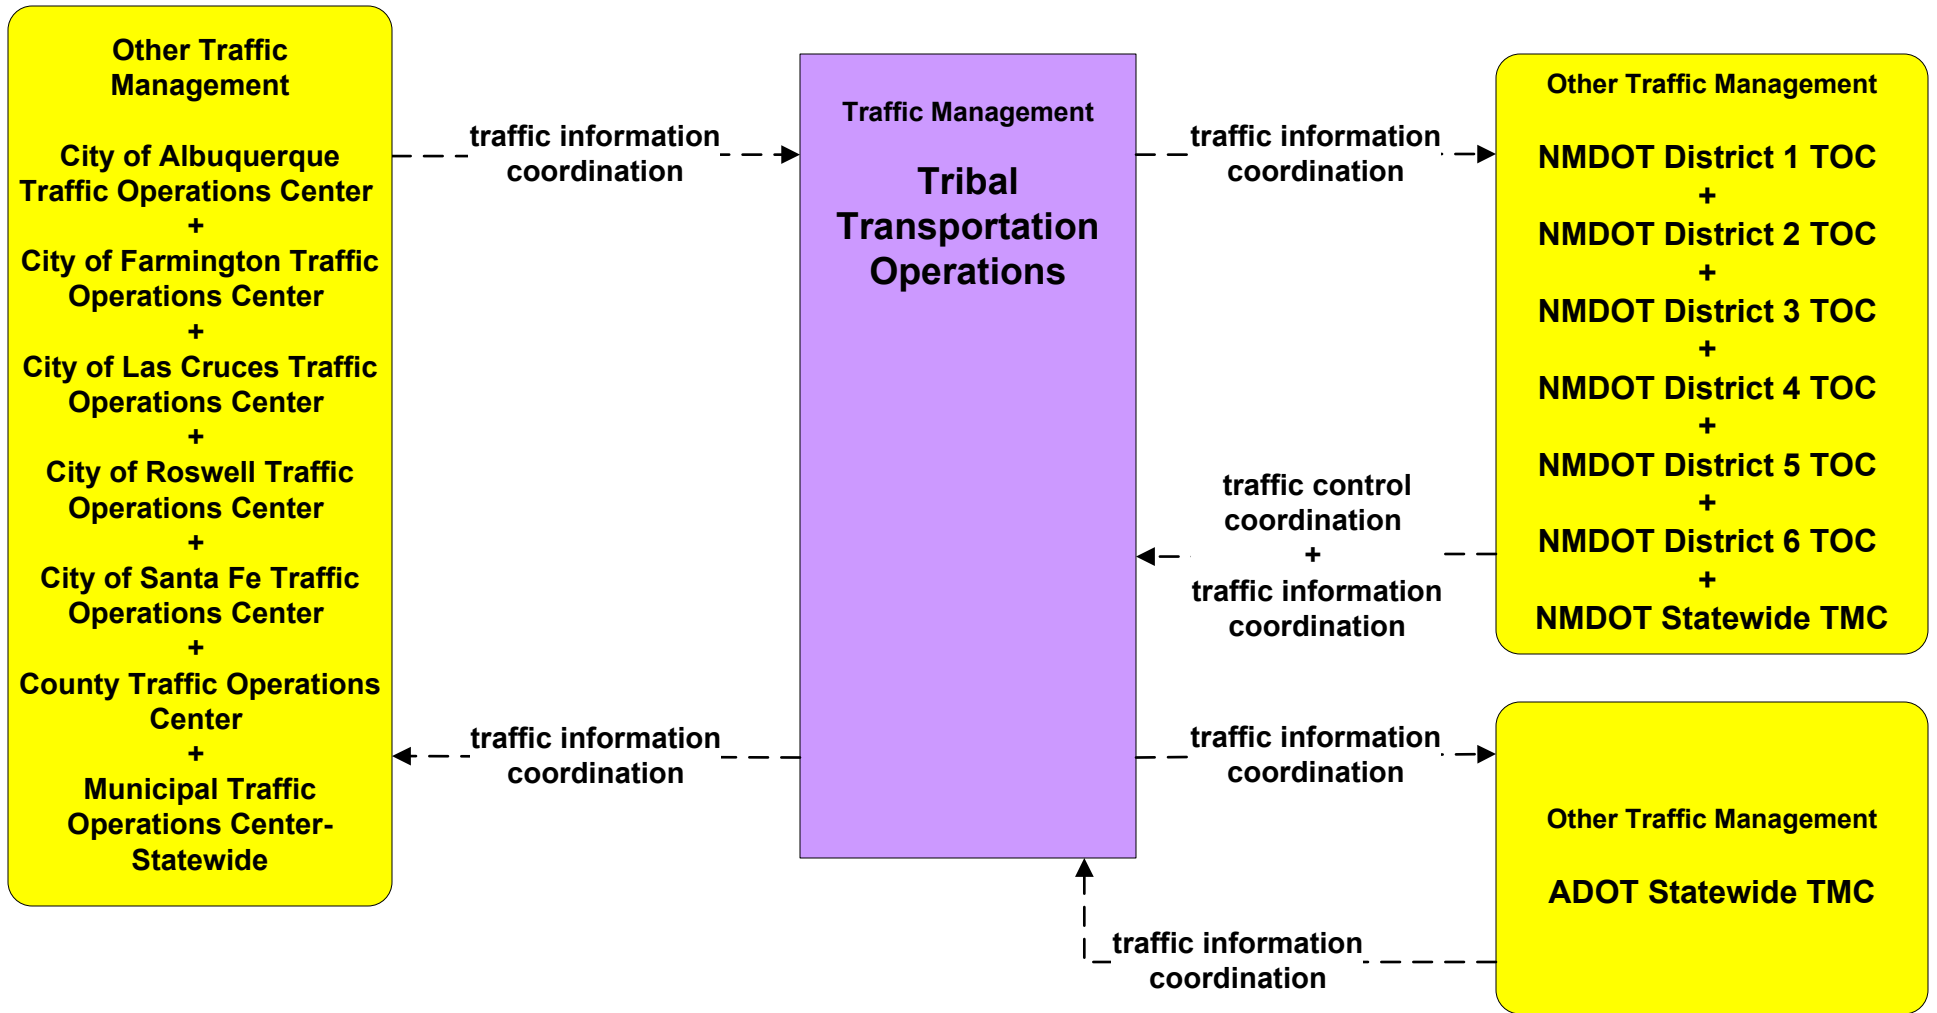 Other Traffic
Management
City of Albuquerque
Traffic Operations Center
+
City of Farmington Traffic
Operations Center
+
City of Las Cruces Traffic
Operations Center
+
City of Roswell Traffic
Operations Center
+
City of Santa Fe Traffic
Operations Center
+
County Traffic Operations
Center
+
Municipal Traffic
Operations Center-
Statewide
traffic information
coordination
traffic information
coordination
Traffic Management
Tribal
Transportation
Operations
traffic information
coordination
traffic control
coordination
+
traffic information
coordination
traffic information
coordination
traffic information
coordination
Other Traffic Management
NMDOT District 1 TOC
+
NMDOT District 2 TOC
+
NMDOT District 3 TOC
+
NMDOT District 4 TOC
+
NMDOT District 5 TOC
+
NMDOT District 6 TOC
+
NMDOT Statewide TMC
Other Traffic Management
ADOT Statewide TMC